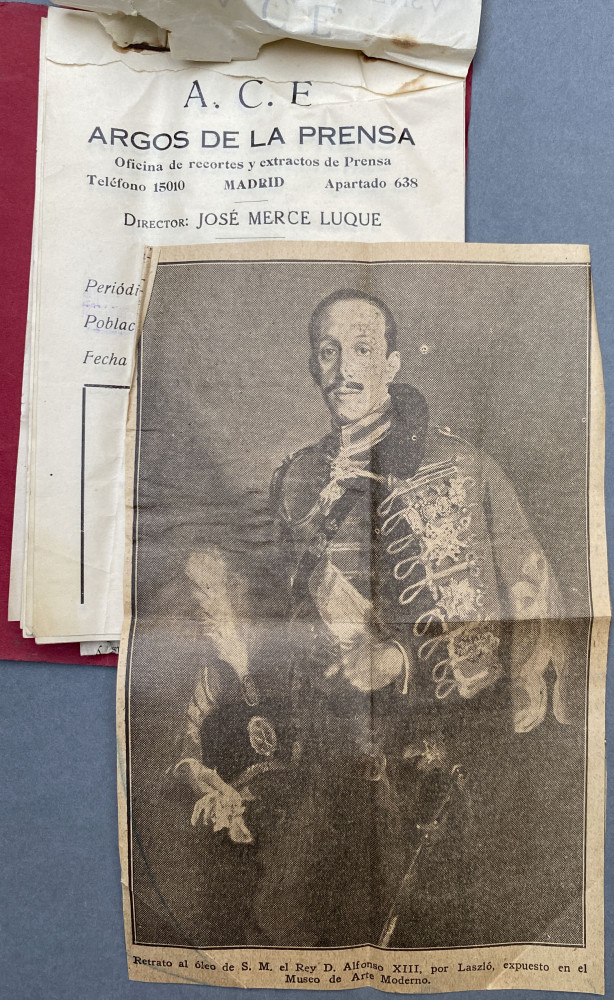 A. C. E
ARGOS DE LA PRENSA
Oficina de recortes y extractos de Prensa
Teléfono 15010 MADRID Apartado 638
DIRECTOR: JOSÉ MERCE LUQUE
Periódi
Poblac
Fecha
Retrato al óleo de S. M. el Rey D. Alfonso XIII, por Laszló, expuesto en el
Museo de Arte Moderno.